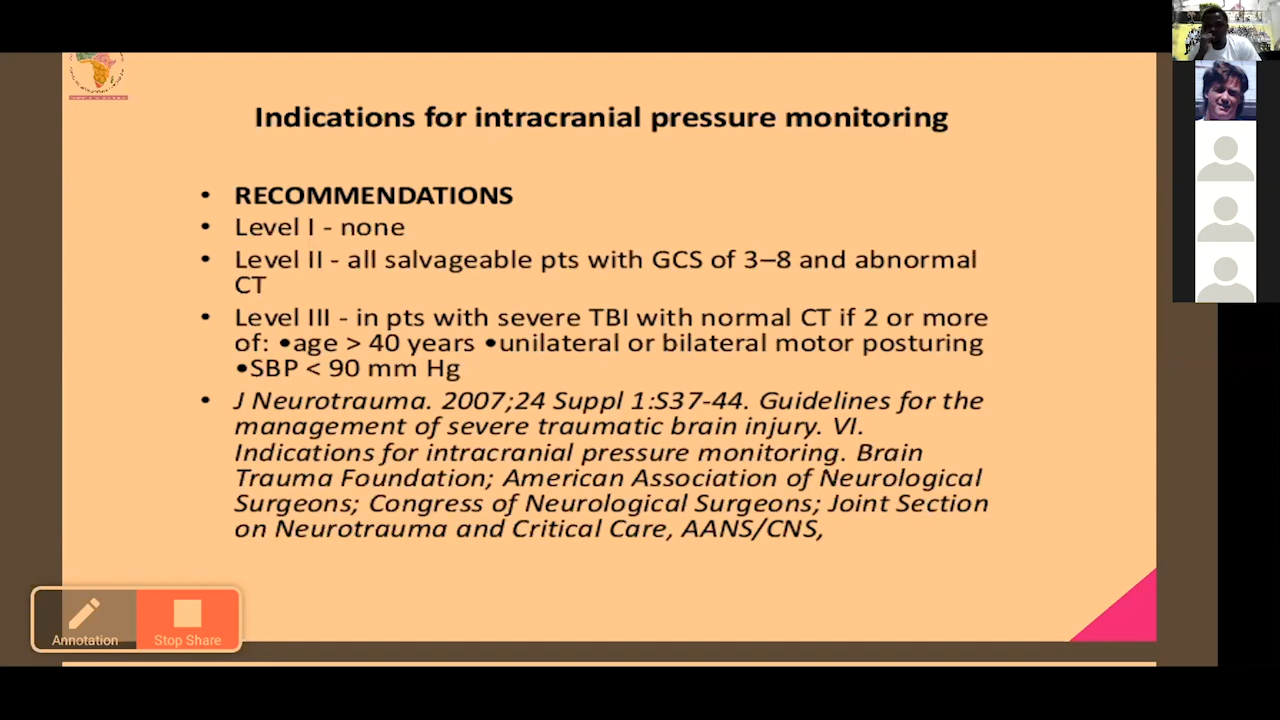 Indications for intracranial pressure monitoring
• RECOMMENDATIONS
• Level I - none
• Level II - all salvageable pts with GCS of 3–8 and abnormal
CT
• Level III - in pts with severe TBI with normal CT if 2 or more
of: •age > 40 years •unilateral or bilateral motor posturing
•SBP < 90 mm Hg
• J Neurotrauma. 2007;24 Suppl 1:S37-44. Guidelines for the
management of severe traumatic brain injury. VI.
Indications for intracranial pressure monitoring. Brain
Trauma Foundation; American Association of Neurological
Surgeons; Congress of Neurological Surgeons; Joint Section
on Neurotrauma and Critical Care, AANS/CNS,
Annotation
Stop Share